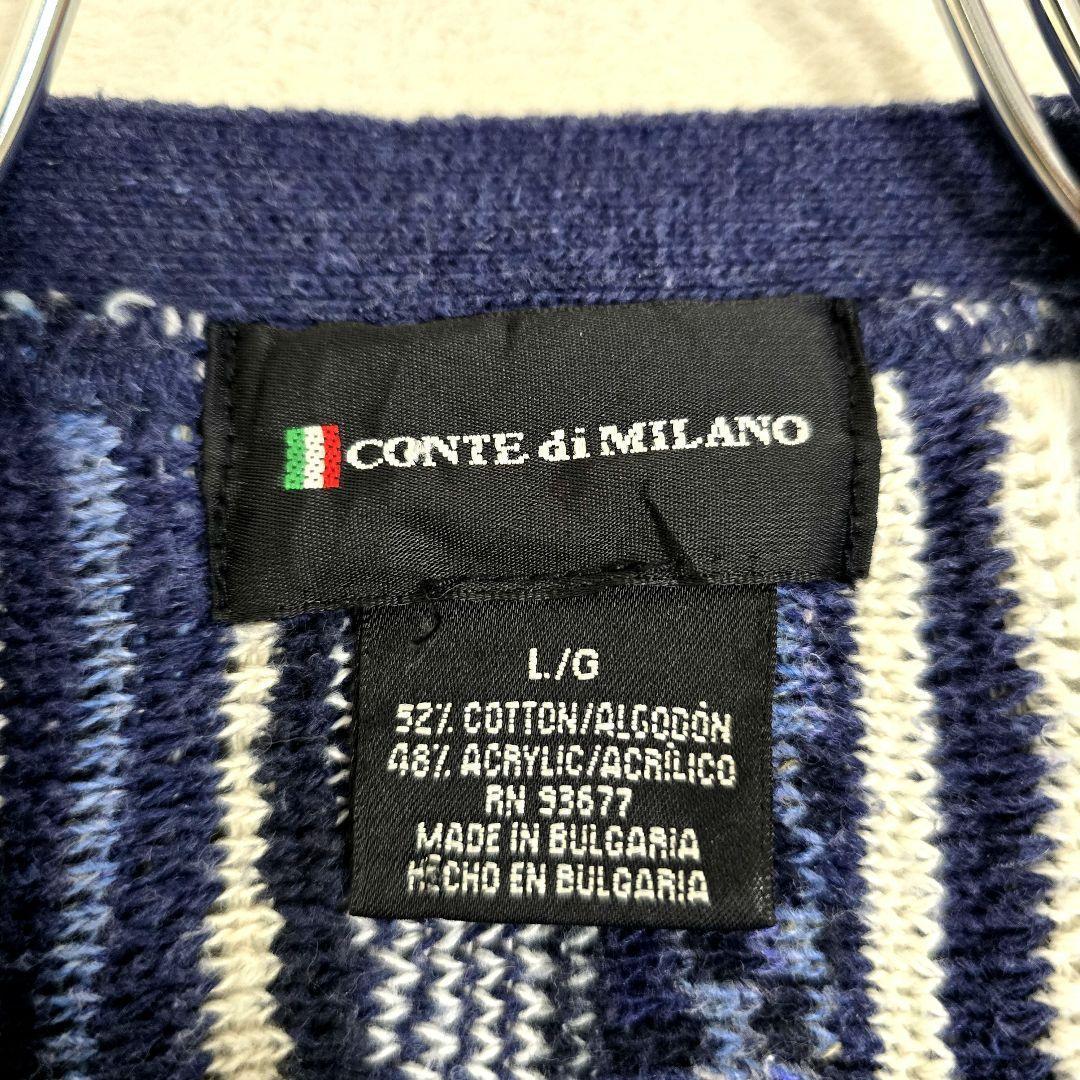 CONTE di MILANO
L/G
52% COTTON/ALGODÓN
48% ACRYLIC/ACRÍLICO
RN 93677
MADE IN BULGARIA
HECHO EN BULGARIA